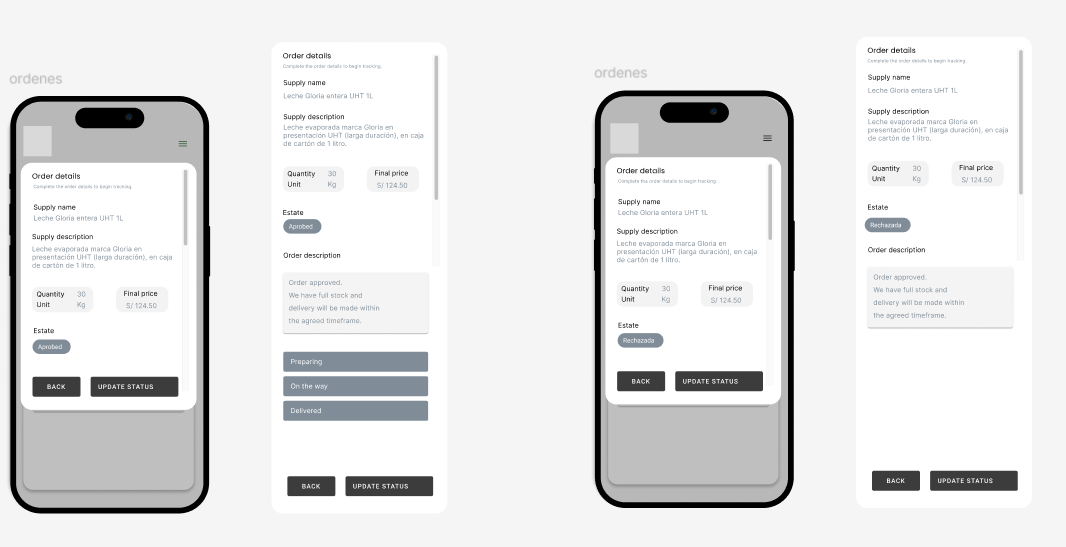 ordenes
Order details
Complete the order details to begin tracking.
Supply name
Leche Gloria entera UHT 1L
Supply description
Leche evaporada marca Gloria en
presentación UHT (larga duración), en caja
de cartón de 1 litro.
Quantity 30
Unit Kg
Final price
S/ 124.50
Estate
Aprobed
BACK
UPDATE STATUS
Order details
Complete the order details to begin tracking.
Supply name
Leche Gloria entera UHT 1L
Supply description
Leche evaporada marca Gloria en
presentación UHT (larga duración), en caja
de cartón de 1 litro.
Quantity 30
Unit Kg
Final price
S/ 124.50
Estate
Aprobed
Order description
Order approved.
We have full stock and
delivery will be made within
the agreed timeframe.
Preparing
On the way
Delivered
BACK
UPDATE STATUS
ordenes
Order details
Complete the order details to begin tracking.
Supply name
Leche Gloria entera UHT 1L
Supply description
Leche evaporada marca Gloria en
presentación UHT (larga duración), en caja
de cartón de 1 litro.
Quantity 30
Unit Kg
Final price
S/ 124.50
Estate
Rechazada
BACK
UPDATE STATUS
Order details
Complete the order details to begin tracking.
Supply name
Leche Gloria entera UHT 1L
Supply description
Leche evaporada marca Gloria en
presentación UHT (larga duración), en caja
de cartón de 1 litro.
Quantity 30
Unit Kg
Final price
S/ 124.50
Estate
Rechazada
Order description
Order approved.
We have full stock and
delivery will be made within
the agreed timeframe.
BACK
UPDATE STATUS